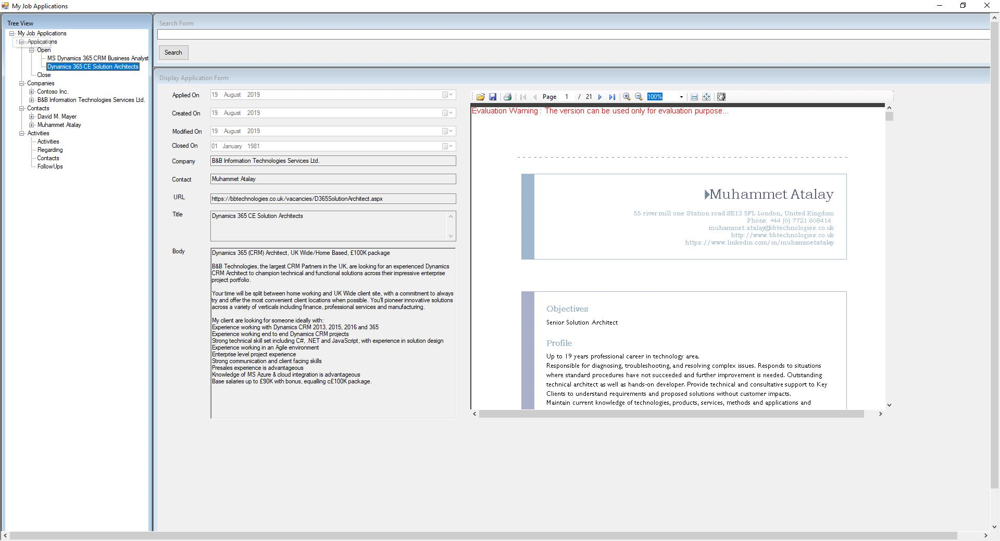 My Job Applications
Tree View
My Job Applications
Applications
Open
MS Dynamics 365 CRM Business Analyst
Dynamics 365 CE Solution Architects
Close
Companies
Contoso Inc.
B&B Information Technologies Services Ltd.
Contacts
David M. Mayer
Muhammet Atalay
Activities
Activities
Regarding
Contacts
FollowUps
Search Form
Search
Display Application Form
Applied On
19 August 2019
Created On
19 August 2019
Modified On
19 August 2019
Closed On
01 January 1981
Company
B&B Information Technologies Services Ltd.
Contact
Muhammet Atalay
URL
https://bbtechnologies.co.uk/vacancies/D365SolutionArchitect.aspx
Title
Dynamics 365 CE Solution Architects
Body
Dynamics 365 (CRM) Architect, UK Wide/Home Based, £100K package
B&B Technologies, the largest CRM Partners in the UK, are looking for an experienced Dynamics
CRM Architect to champion technical and functional solutions across their impressive enterprise
project portfolio.
Your time will be split between home working and UK Wide client site, with a commitment to always
try and offer the most convenient client locations when possible. You'll pioneer innovative solutions
across a variety of verticals including finance, professional services and manufacturing.
My client are looking for someone ideally with:
Experience working with Dynamics CRM 2013, 2015, 2016 and 365
Experience working end to end Dynamics CRM projects
Strong technical skill set including C#, .NET and JavaScript, with experience in solution design
Experience working in an Agile environment
Enterprise level project experience
Strong communication and client facing skills
Presales experience is advantageous
Knowledge of MS Azure & cloud integration is advantageous
Base salaries up to £90K with bonus, equalling c£100K package.
Page 1 / 21 100%
Evaluation Warning : The version can be used only for evaluation purpose...
Muhammet Atalay
55 river mill one Station road SE13 5FL London, United Kingdom
Phone: +44 (0) 7721 608414
muhammet.atalay@bbtechnologies.co.uk
http://www.bbtechnologies.co.uk
https://www.linkedin.com/in/muhammetatalay
Objectives
Senior Solution Architect
Profile
Up to 19 years professional career in technology area.
Responsible for diagnosing, troubleshooting, and resolving complex issues. Responds to situations
where standard procedures have not succeeded and further improvement is needed. Outstanding
technical architect as well as hands-on developer. Provide technical and consultative support to Key
Clients to understand requirements and proposed solutions without customer impacts.
Maintain current knowledge of technologies, products, services, methods and applications and